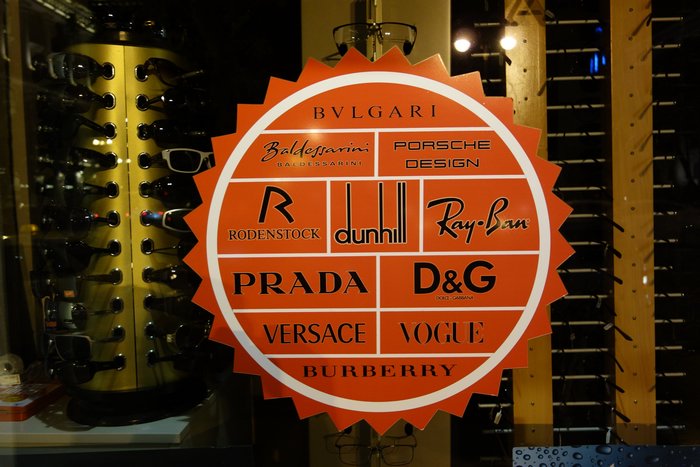 BVLGARI
Baldessarini
BALDESSARINI
PORSCHE
DESIGN
RODENSTOCK
dunhill
Ray-Ban
PRADA
D&G
DOLCE & GABBANA
VERSACE
VOGUE
BURBERRY